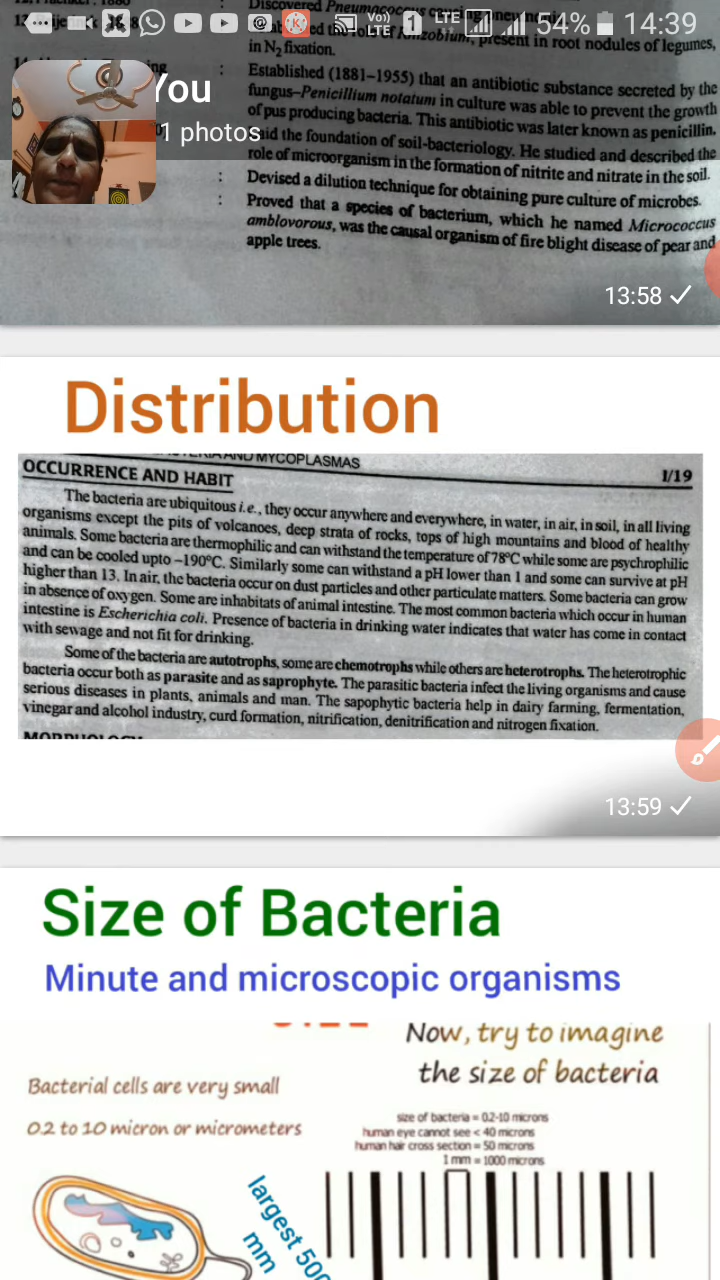 54% 14:39
Discovered Pneumacoccus
present in root nodules of legumes,
in N2 fixation.
You
1 photos
: Established (1881–1955) that an antibiotic substance secreted by the
fungus–Penicillium notatum in culture was able to prevent the growth
of pus producing bacteria. This antibiotic was later known as penicillin.
the foundation of soil-bacteriology. He studied and described the
role of microorganism in the formation of nitrite and nitrate in the soil.
: Devised a dilution technique for obtaining pure culture of microbes.
: Proved that a species of bacterium, which he named Micrococcus
amblovorous, was the causal organism of fire blight disease of pear and
apple trees.
13:58
Distribution
AND MYCOPLASMAS
1/19
OCCURRENCE AND HABIT
The bacteria are ubiquitous i.e., they occur anywhere and everywhere, in water, in air, in soil, in all living
organisms except the pits of volcanoes, deep strata of rocks, tops of high mountains and blood of healthy
animals. Some bacteria are thermophilic and can withstand the temperature of 78°C while some are psychrophilic
and can be cooled upto –190°C. Similarly some can withstand a pH lower than 1 and some can survive at pH
higher than 13. In air, the bacteria occur on dust particles and other particulate matters. Some bacteria can grow
in absence of oxygen. Some are inhabitats of animal intestine. The most common bacteria which occur in human
intestine is Escherichia coli. Presence of bacteria in drinking water indicates that water has come in contact
with sewage and not fit for drinking.
Some of the bacteria are autotrophs, some are chemotrophs while others are heterotrophs. The heterotrophic
bacteria occur both as parasite and as saprophyte. The parasitic bacteria infect the living organisms and cause
serious diseases in plants, animals and man. The sapophytic bacteria help in dairy farming, fermentation,
vinegar and alcohol industry, curd formation, nitrification, denitrification and nitrogen fixation.
MORPHOLOGY
13:59
Size of Bacteria
Minute and microscopic organisms
Now, try to imagine
the size of bacteria
Bacterial cells are very small
0.2 to 10 micron or micrometers
size of bacteria = 0.2-10 microns
human eye cannot see < 40 microns
human hair cross section = 50 microns
1 mm = 1000 microns
largest 500
mm